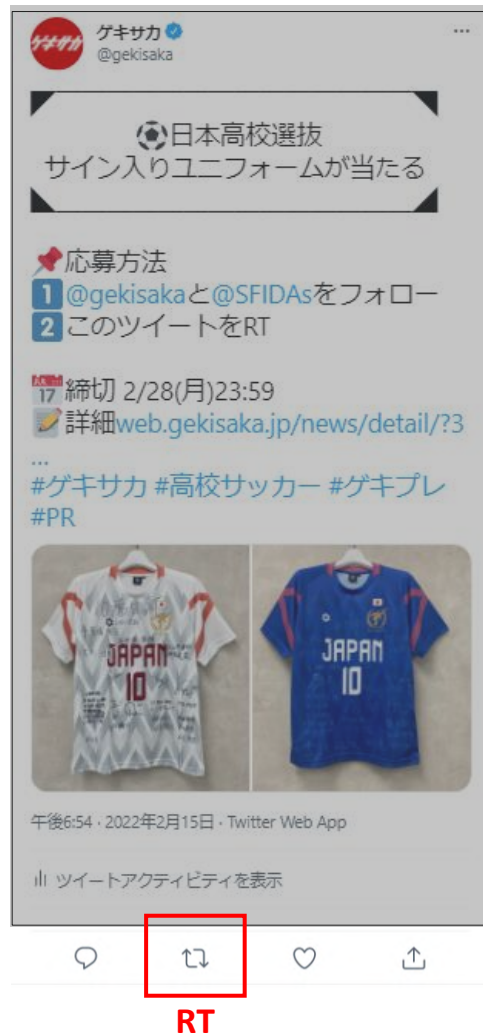 ゲキサカ
ゲキサカ
@gekisaka
日本高校選抜
サイン入りユニフォームが当たる
応募方法
1 @gekisakaと@SFIDAsをフォロー
2 このツイートをRT
17 締切 2/28(月)23:59
詳細web.gekisaka.jp/news/detail/?3
...
#ゲキサカ #高校サッカー #ゲキプレ
#PR
JAPAN
10
JAPAN
10
午後6:54 · 2022年2月15日 · Twitter Web App
ツイートアクティビティを表示
RT